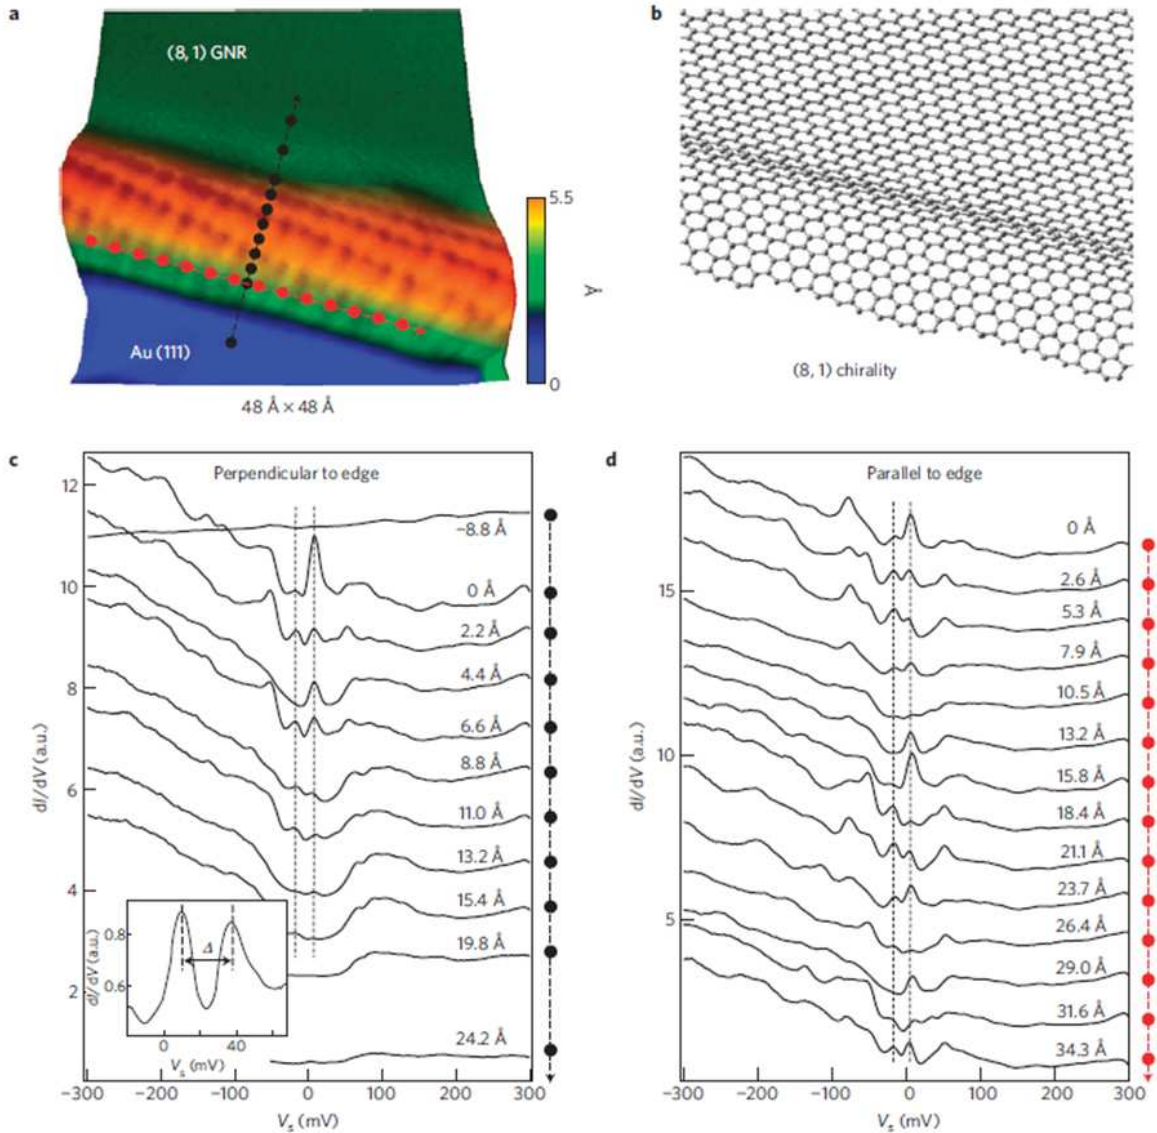 a
(8, 1) GNR
5.5
Å
0
Au (111)
48 Å × 48 Å
b
(8, 1) chirality
c
Perpendicular to edge
12
10
8
6
4
2
dI/dV (a.u.)
−8.8 Å
0 Å
2.2 Å
4.4 Å
6.6 Å
8.8 Å
11.0 Å
13.2 Å
15.4 Å
19.8 Å
24.2 Å
0.8
0.6
dI/dV (a.u.)
Δ
0
40
Vs (mV)
−300
−200
−100
0
100
200
300
Vs (mV)
d
Parallel to edge
15
10
5
dI/dV (a.u.)
0 Å
2.6 Å
5.3 Å
7.9 Å
10.5 Å
13.2 Å
15.8 Å
18.4 Å
21.1 Å
23.7 Å
26.4 Å
29.0 Å
31.6 Å
34.3 Å
−300
−200
−100
0
100
200
300
Vs (mV)